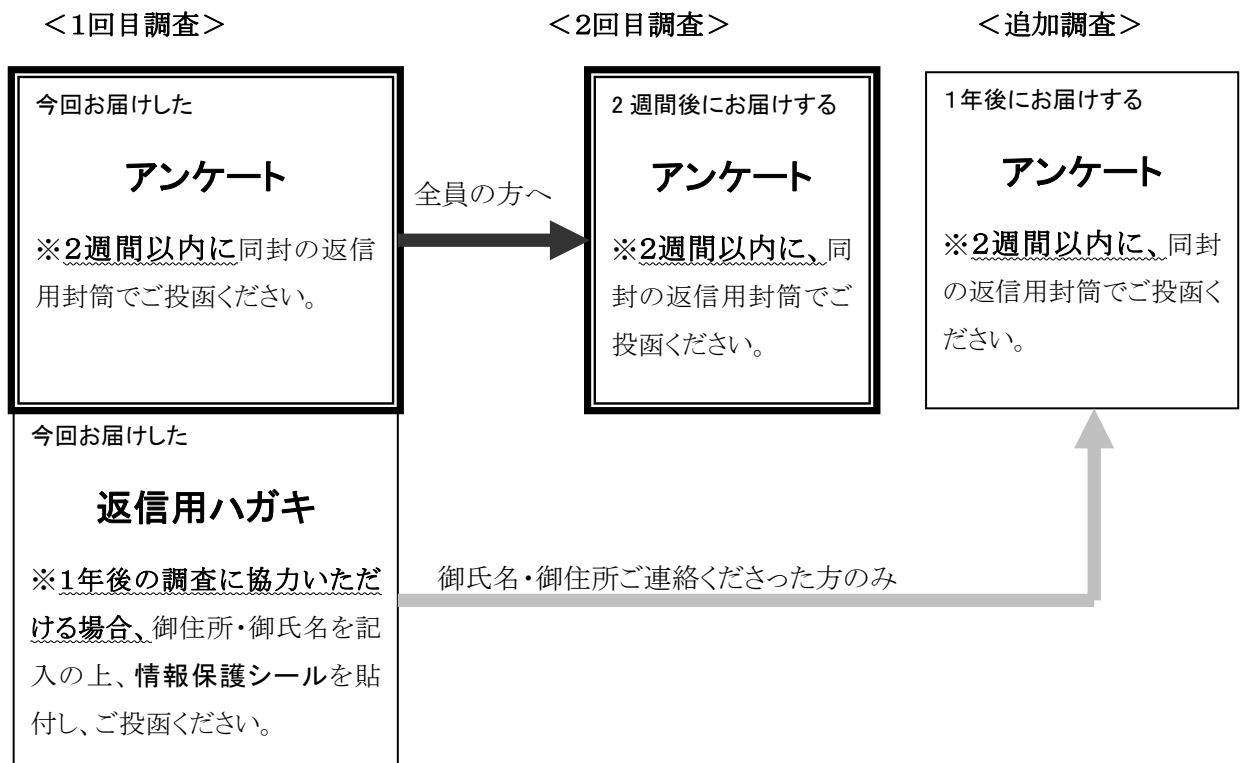 ＜1回目調査＞
＜2回目調査＞
＜追加調査＞
今回お届けした
アンケート
※2週間以内に同封の返信
用封筒でご投函ください。
全員の方へ
2 週間後にお届けする
アンケート
※2週間以内に、同
封の返信用封筒でご
投函ください。
1年後にお届けする
アンケート
※2週間以内に、同封
の返信用封筒でご投函く
ださい。
今回お届けした
返信用ハガキ
※1年後の調査に協力いただ
ける場合、御住所・御氏名を記
入の上、情報保護シールを貼
付し、ご投函ください。
御氏名・御住所ご連絡くださった方のみ